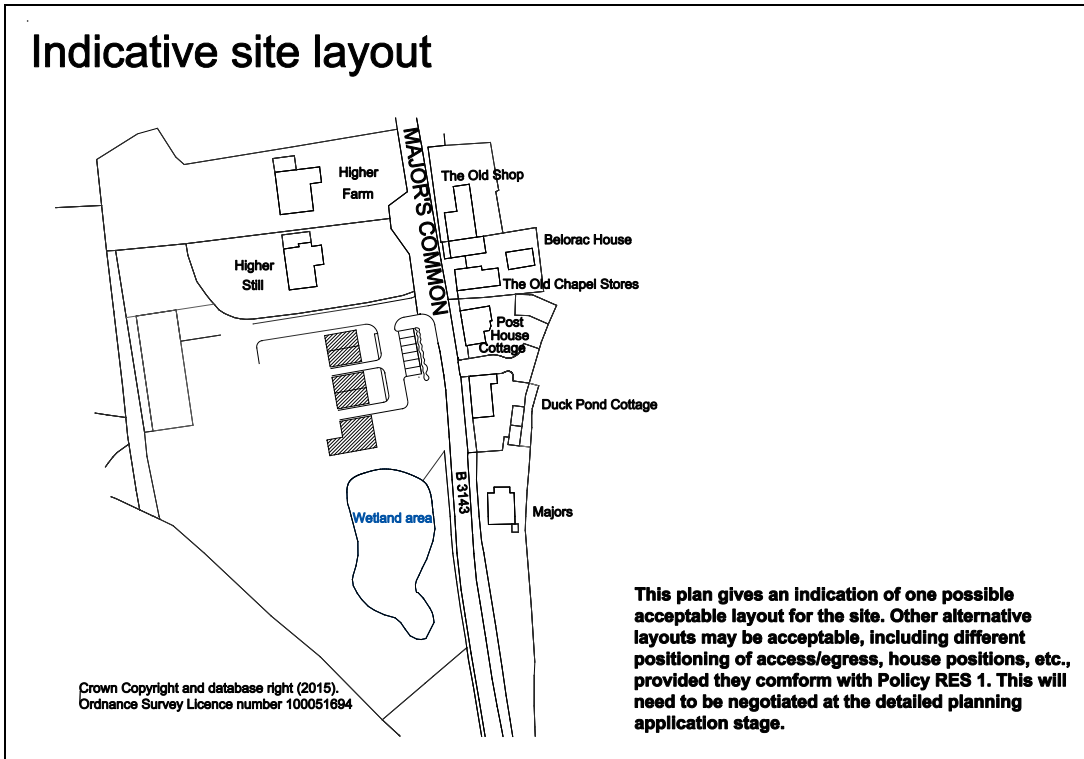 Indicative site layout
MAJOR'S COMMON
Higher
Farm
The Old Shop
Belorac House
Higher
Still
The Old Chapel Stores
Post
House
Cottage
Duck Pond Cottage
B 3143
Wetland area
Majors
This plan gives an indication of one possible
acceptable layout for the site. Other alternative
layouts may be acceptable, including different
positioning of access/egress, house positions, etc.,
provided they comform with Policy RES 1. This will
need to be negotiated at the detailed planning
application stage.
Crown Copyright and database right (2015).
Ordnance Survey Licence number 100051694